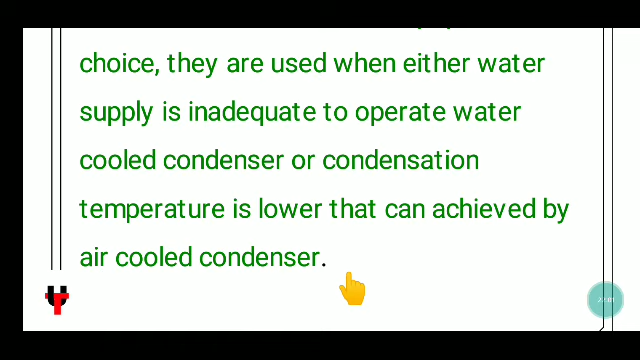 choice, they are used when either water
supply is inadequate to operate water
cooled condenser or condensation
temperature is lower that can achieved by
air cooled condenser.